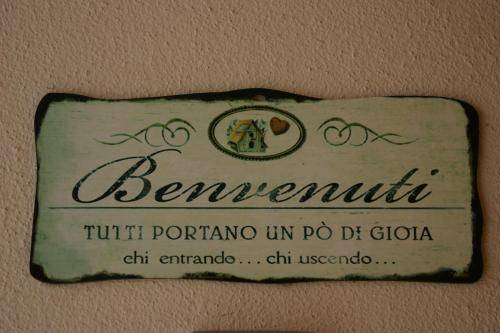 Benvenuti
TUTTI PORTANO UN PÒ DI GIOIA
chi entrando... chi uscendo...